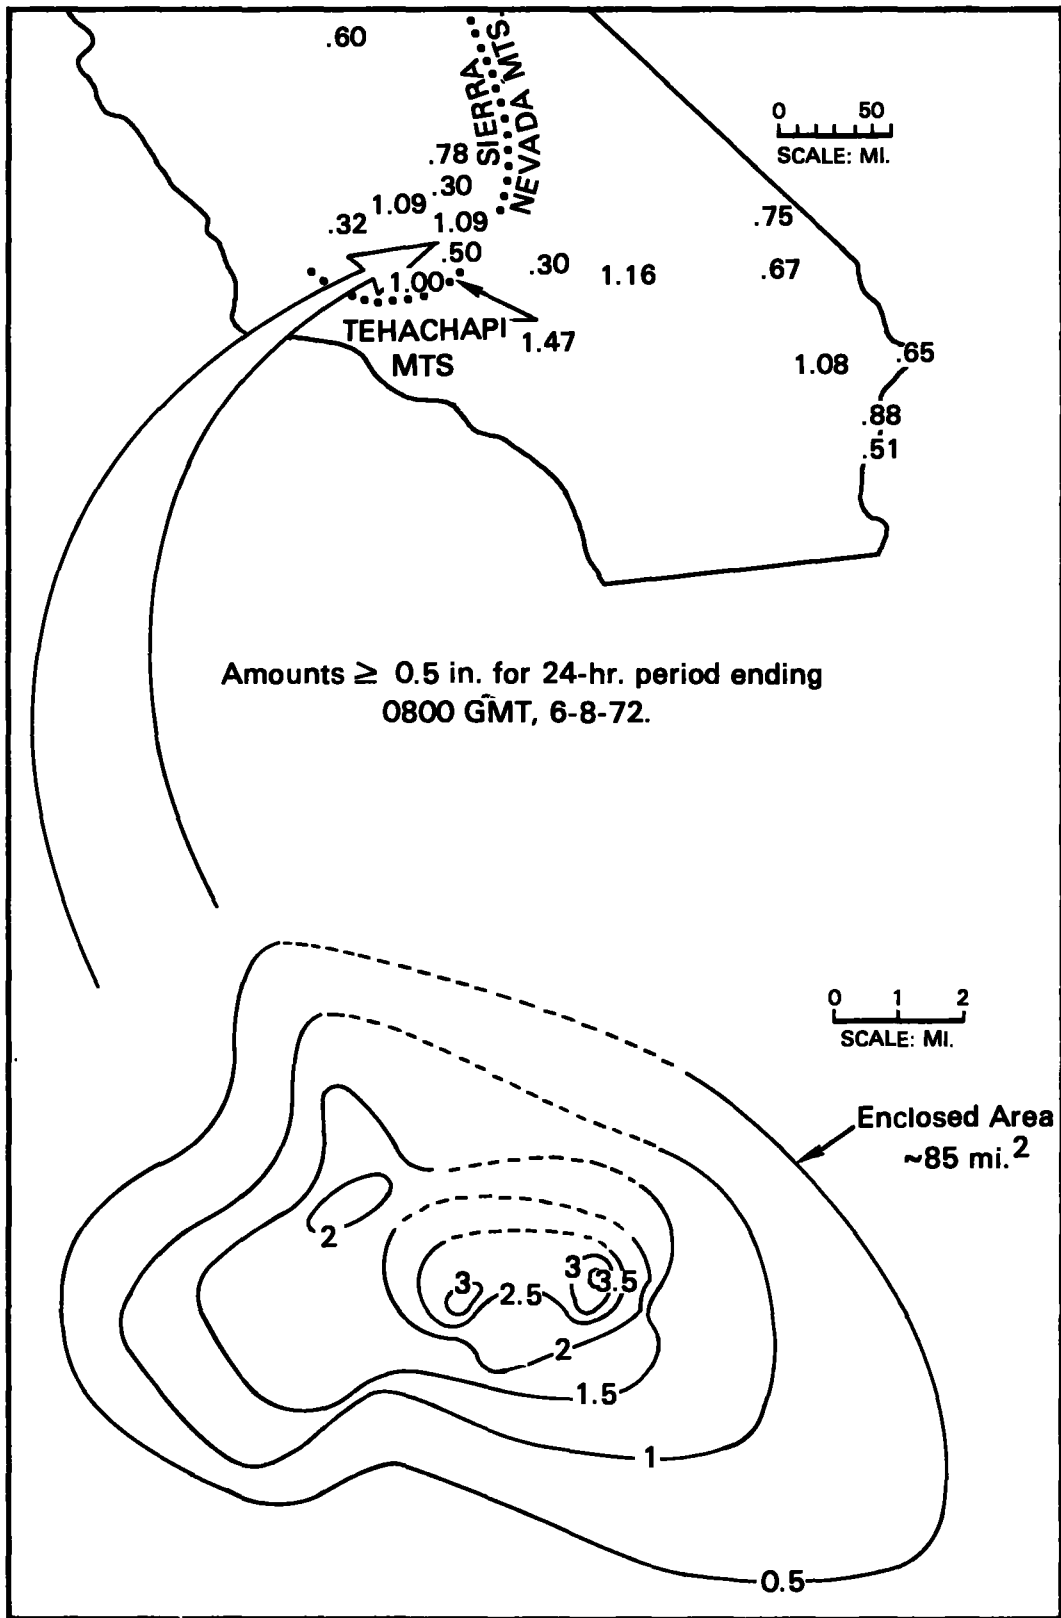 .60
SIERRA
NEVADA MTS
0 50
SCALE: MI.
.78
.30
1.09
.32
1.09
.50
1.00
.30
1.16
.75
.67
TEHACHAPI
MTS
1.47
1.08
.65
.88
.51
Amounts ≥ 0.5 in. for 24-hr. period ending
0800 GMT, 6-8-72.
0 1 2
SCALE: MI.
Enclosed Area
~85 mi.2
2
3
2.5
3
3.5
2
1.5
1
0.5